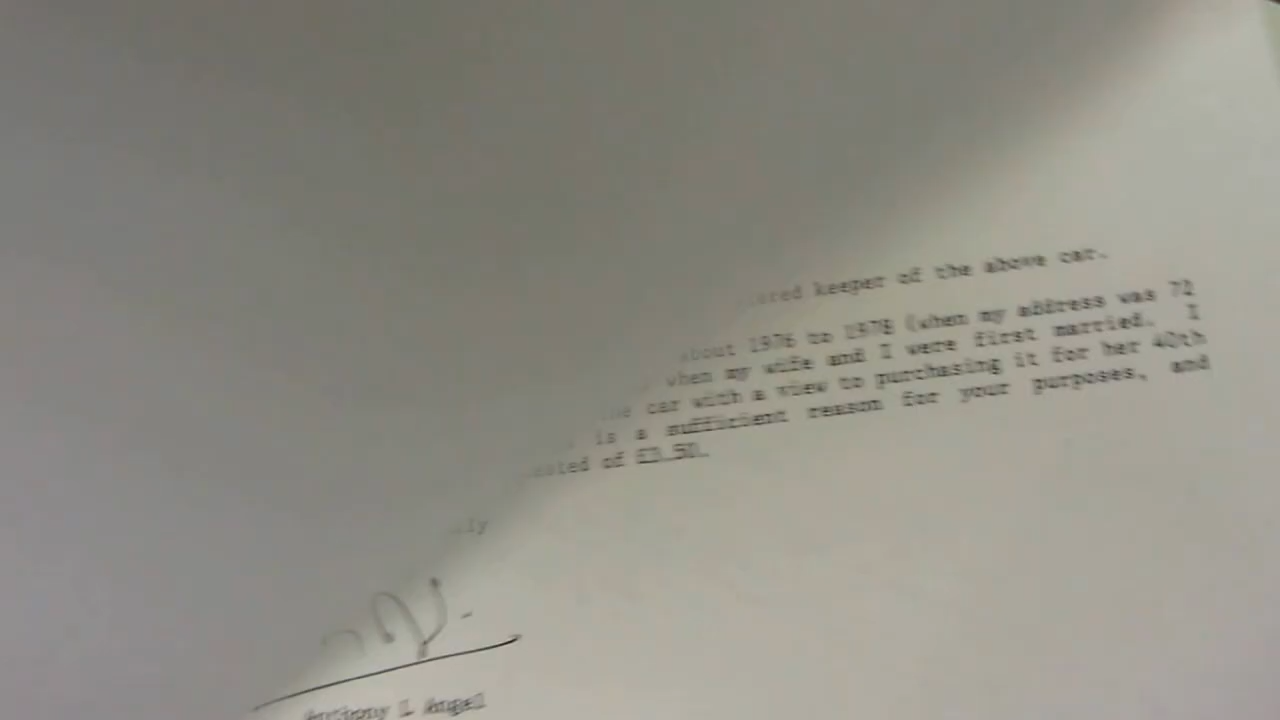 keeper of the above car.
about 1976 to 1978 (when my address was 72
when my wife and I were first married. I
the car with a view to purchasing it for her 40th
is a sufficient reason for your purposes, and
of £3.50.
Anthony L Angel